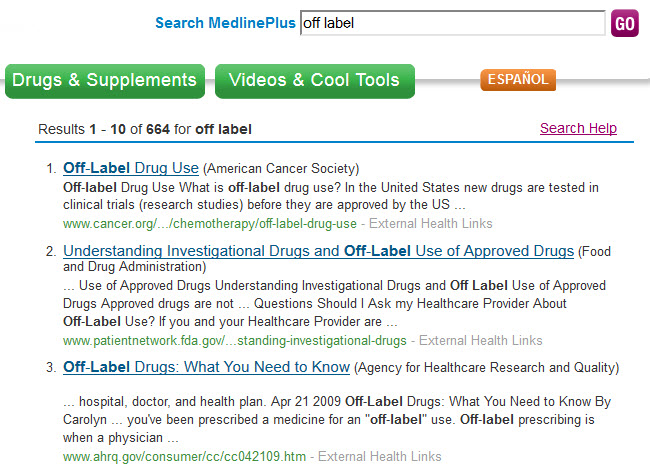 Search MedlinePlus off label GO
Drugs & Supplements Videos & Cool Tools ESPAÑOL
Results 1 - 10 of 664 for off label Search Help
1. Off-Label Drug Use (American Cancer Society)
Off-label Drug Use What is off-label drug use? In the United States new drugs are tested in
clinical trials (research studies) before they are approved by the US ...
www.cancer.org/.../chemotherapy/off-label-drug-use - External Health Links
2. Understanding Investigational Drugs and Off-Label Use of Approved Drugs (Food
and Drug Administration)
... Use of Approved Drugs Understanding Investigational Drugs and Off Label Use of Approved
Drugs Approved drugs are not ... Questions Should I Ask my Healthcare Provider About
Off-Label Use? If you and your Healthcare Provider are ...
www.patientnetwork.fda.gov/...standing-investigational-drugs - External Health Links
3. Off-Label Drugs: What You Need to Know (Agency for Healthcare Research and Quality)
... hospital, doctor, and health plan. Apr 21 2009 Off-Label Drugs: What You Need to Know By
Carolyn ... you've been prescribed a medicine for an "off-label" use. Off-label prescribing is
when a physician ...
www.ahrq.gov/consumer/cc/cc042109.htm - External Health Links